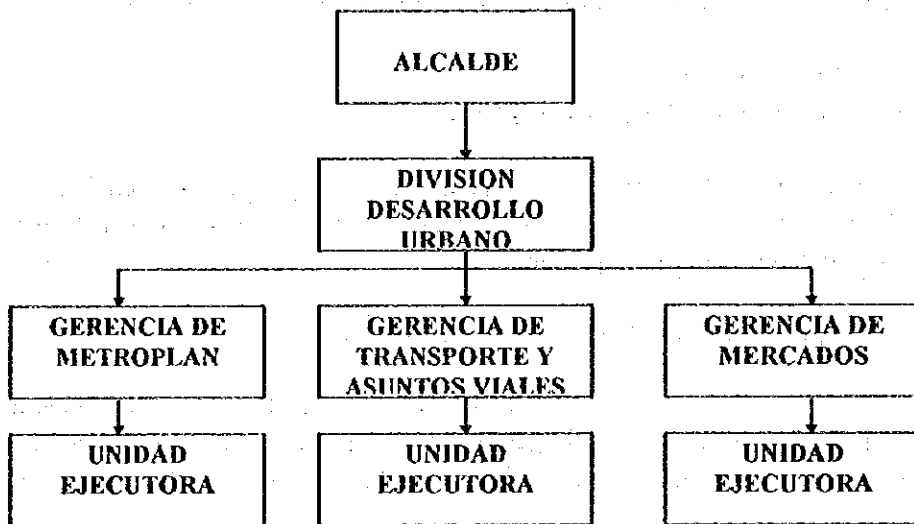 ALCALDE
DIVISION
DESARROLLO
URBANO
GERENCIA DE
METROPLAN
GERENCIA DE
TRANSPORTE Y
ASUNTOS VIALES
GERENCIA DE
MERCADOS
UNIDAD
EJECUTORA
UNIDAD
EJECUTORA
UNIDAD
EJECUTORA